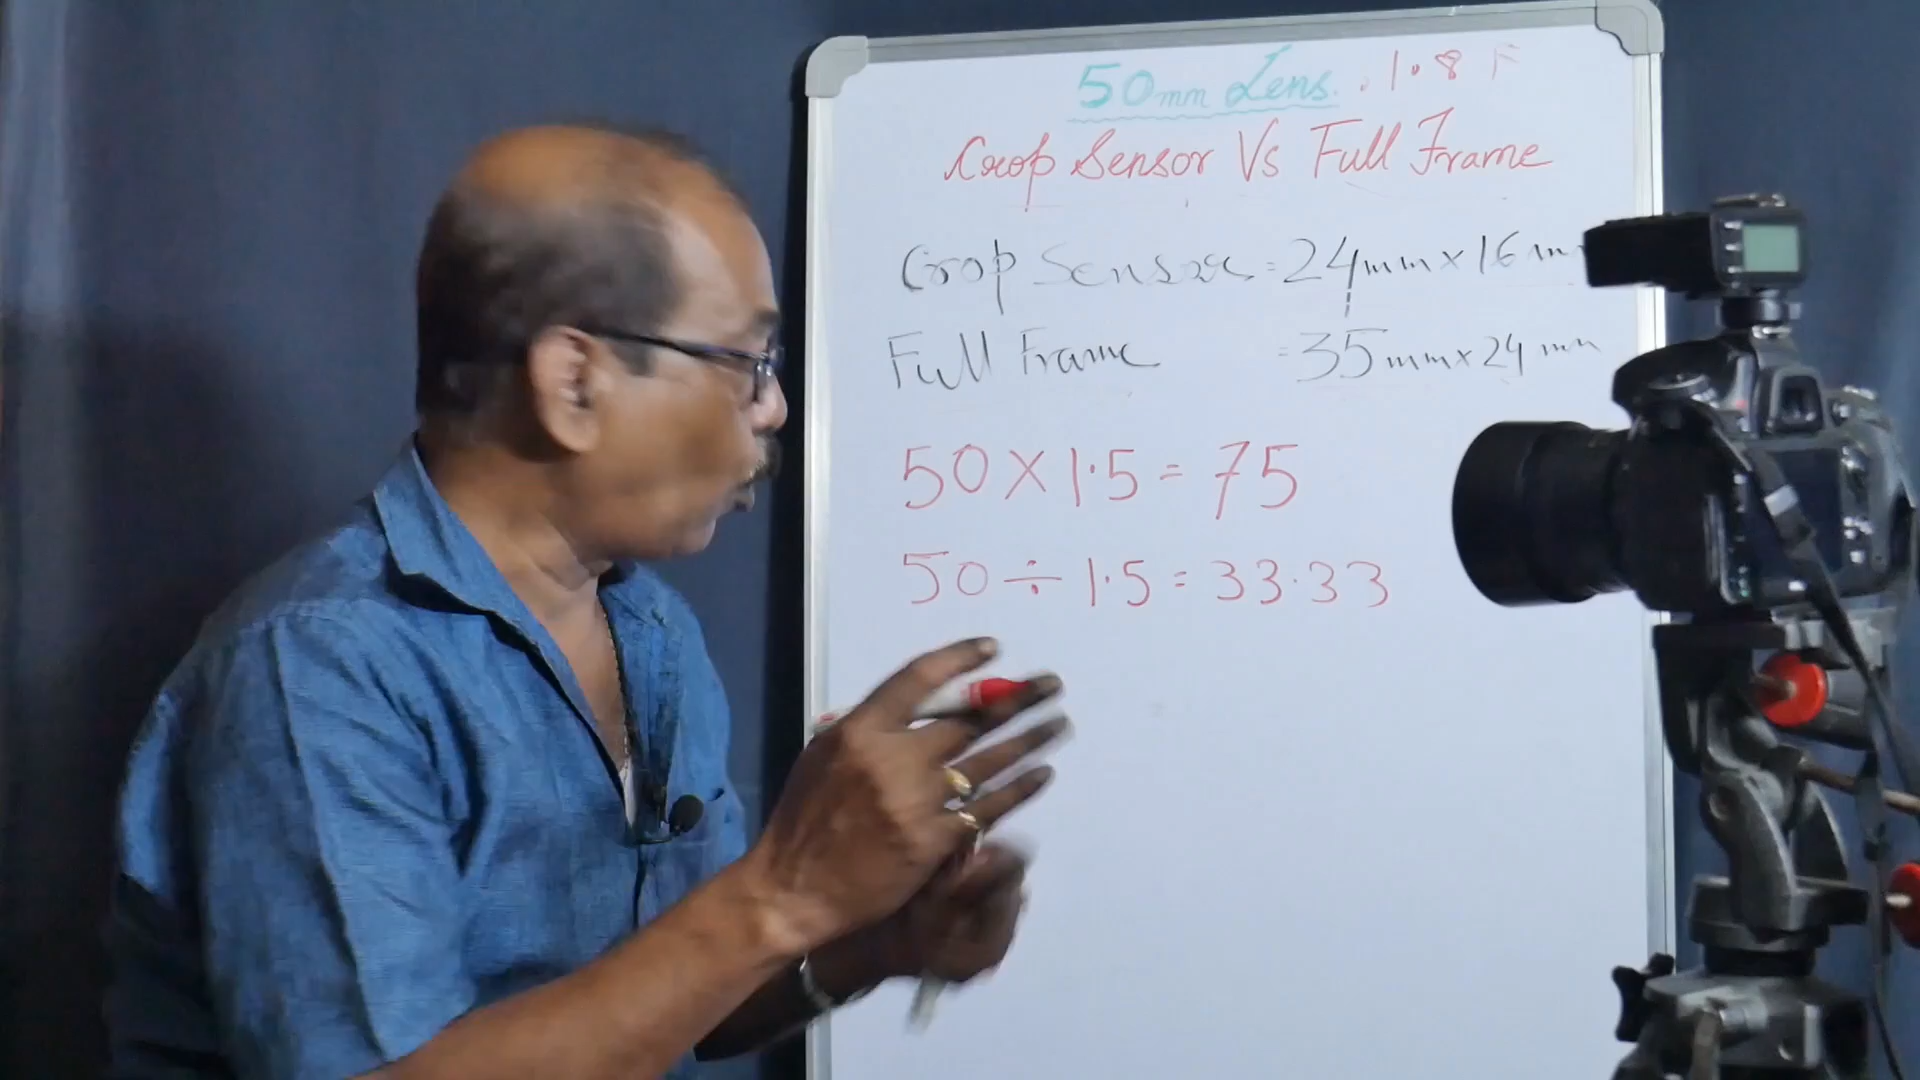 50mm Lens. 1.8 F
Crop Sensor Vs Full Frame
Crop Sensor = 24mm x 16 m
Full Frame = 35mm x 24 mm
50 X 1.5 = 75
50 ÷ 1.5 = 33.33